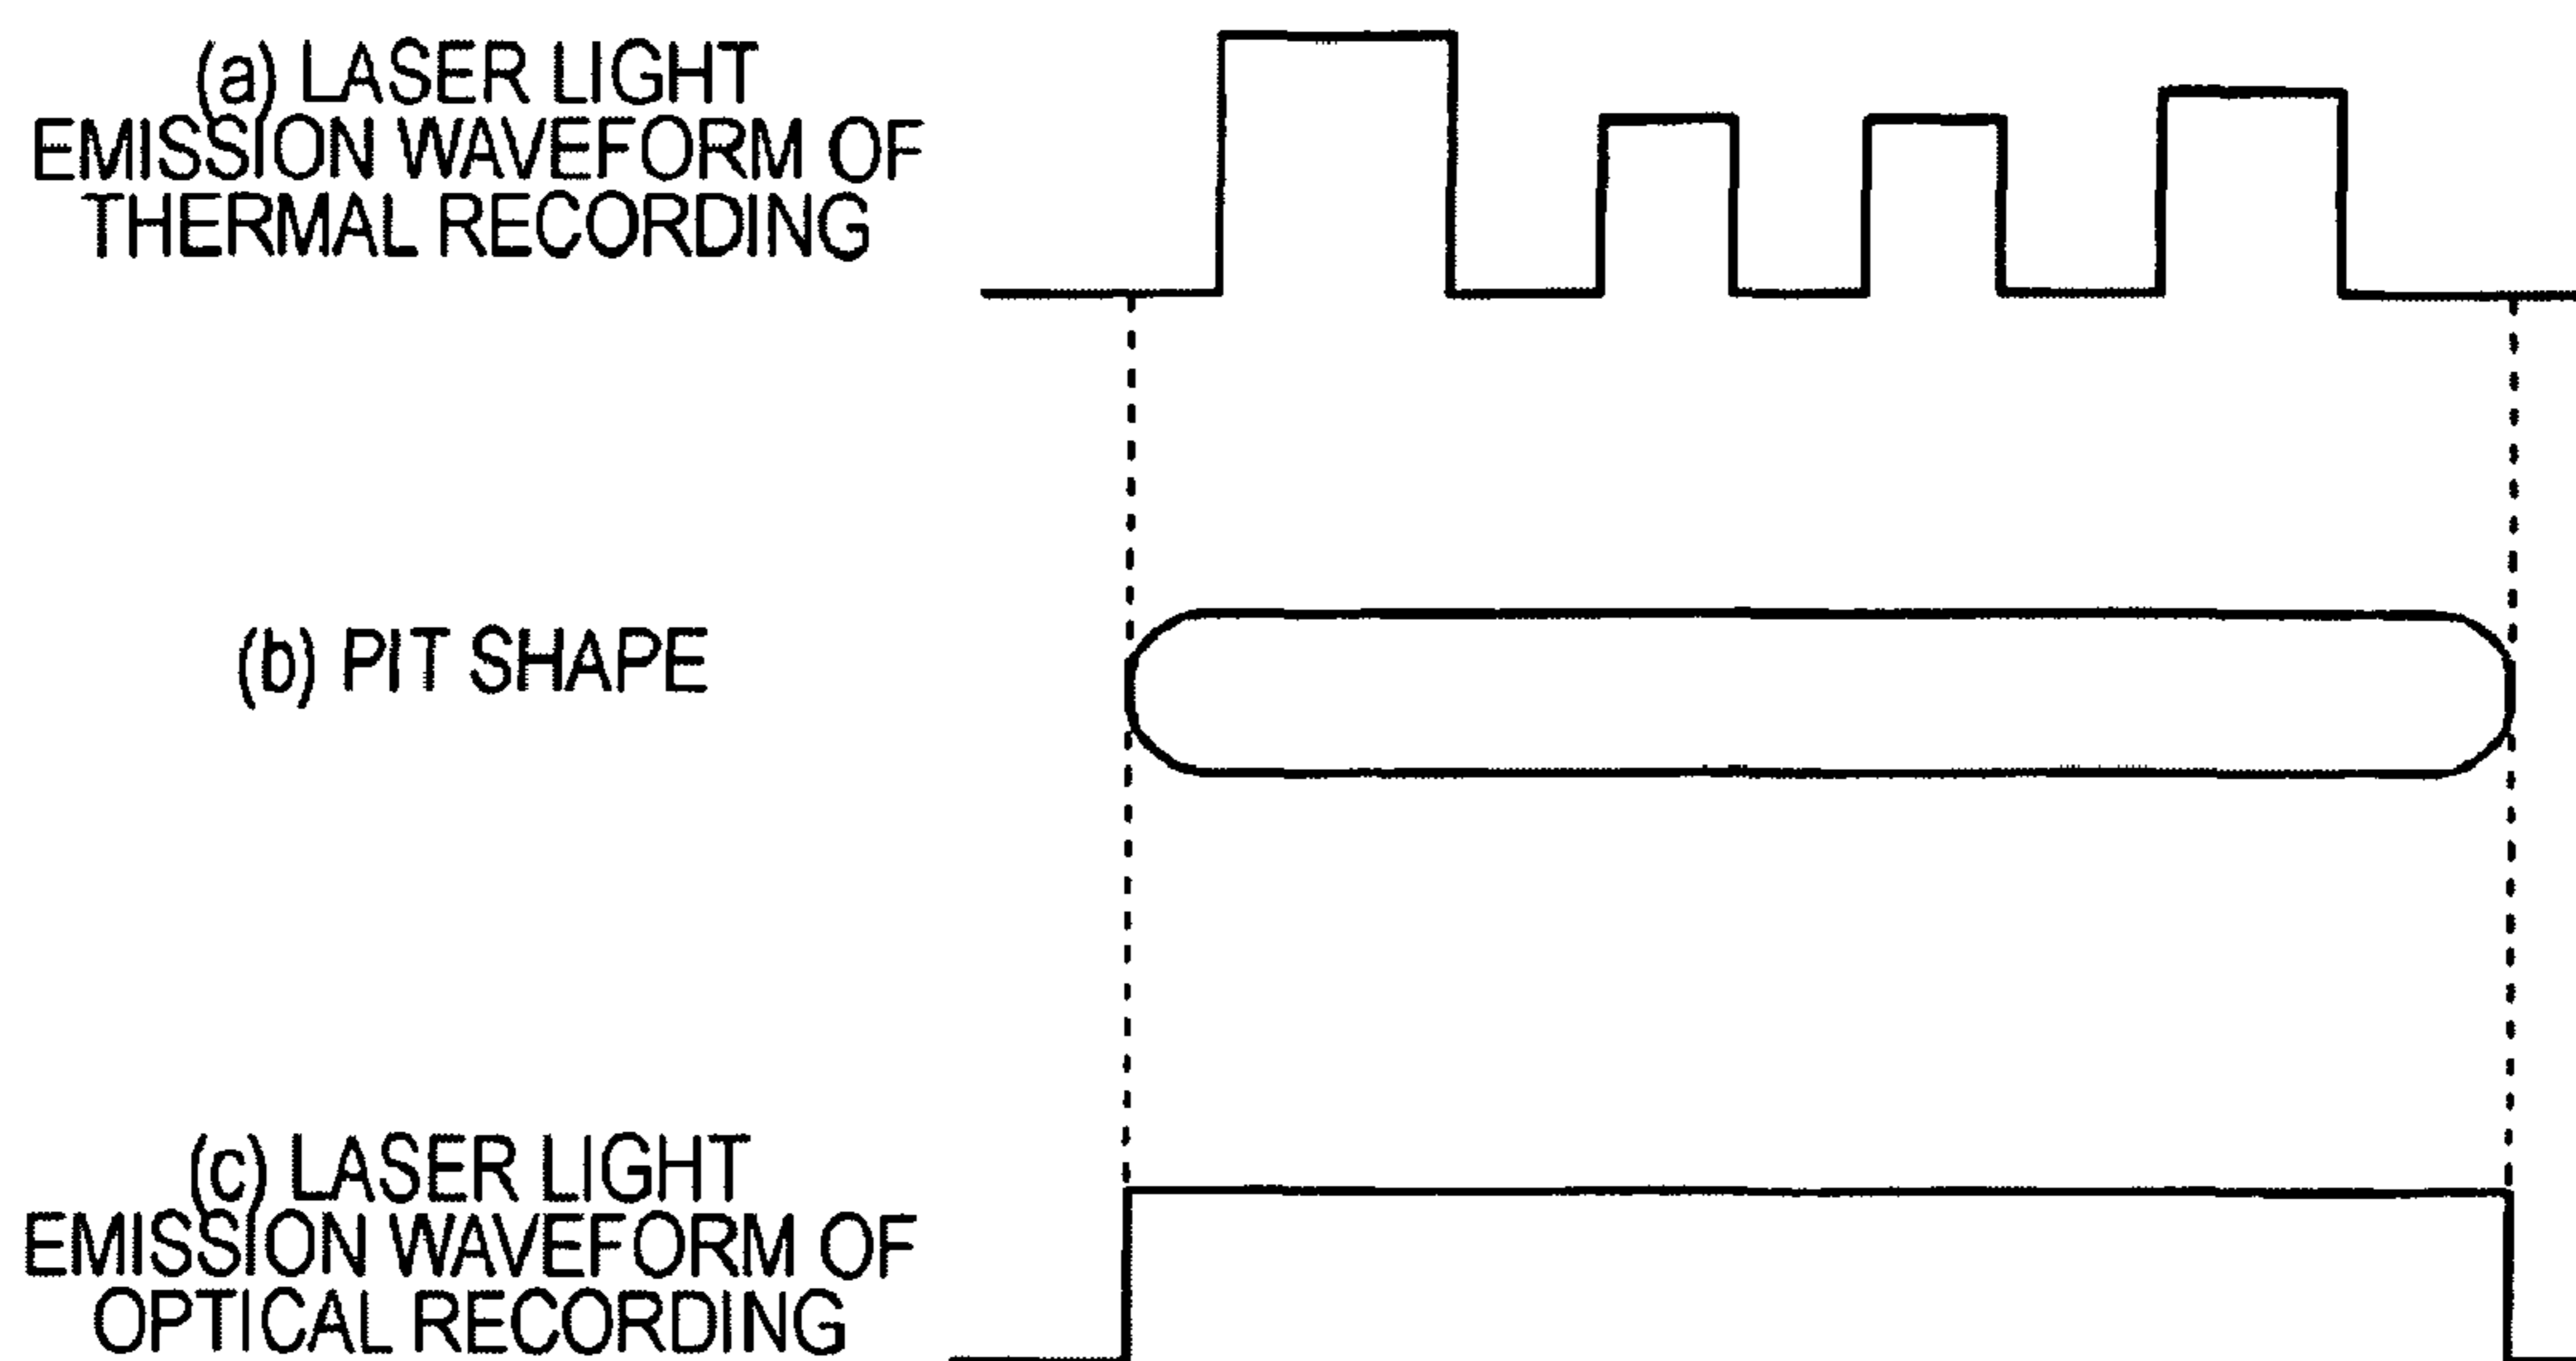 (a) LASER LIGHT
EMISSION WAVEFORM OF
THERMAL RECORDING
(b) PIT SHAPE
(c) LASER LIGHT
EMISSION WAVEFORM OF
OPTICAL RECORDING